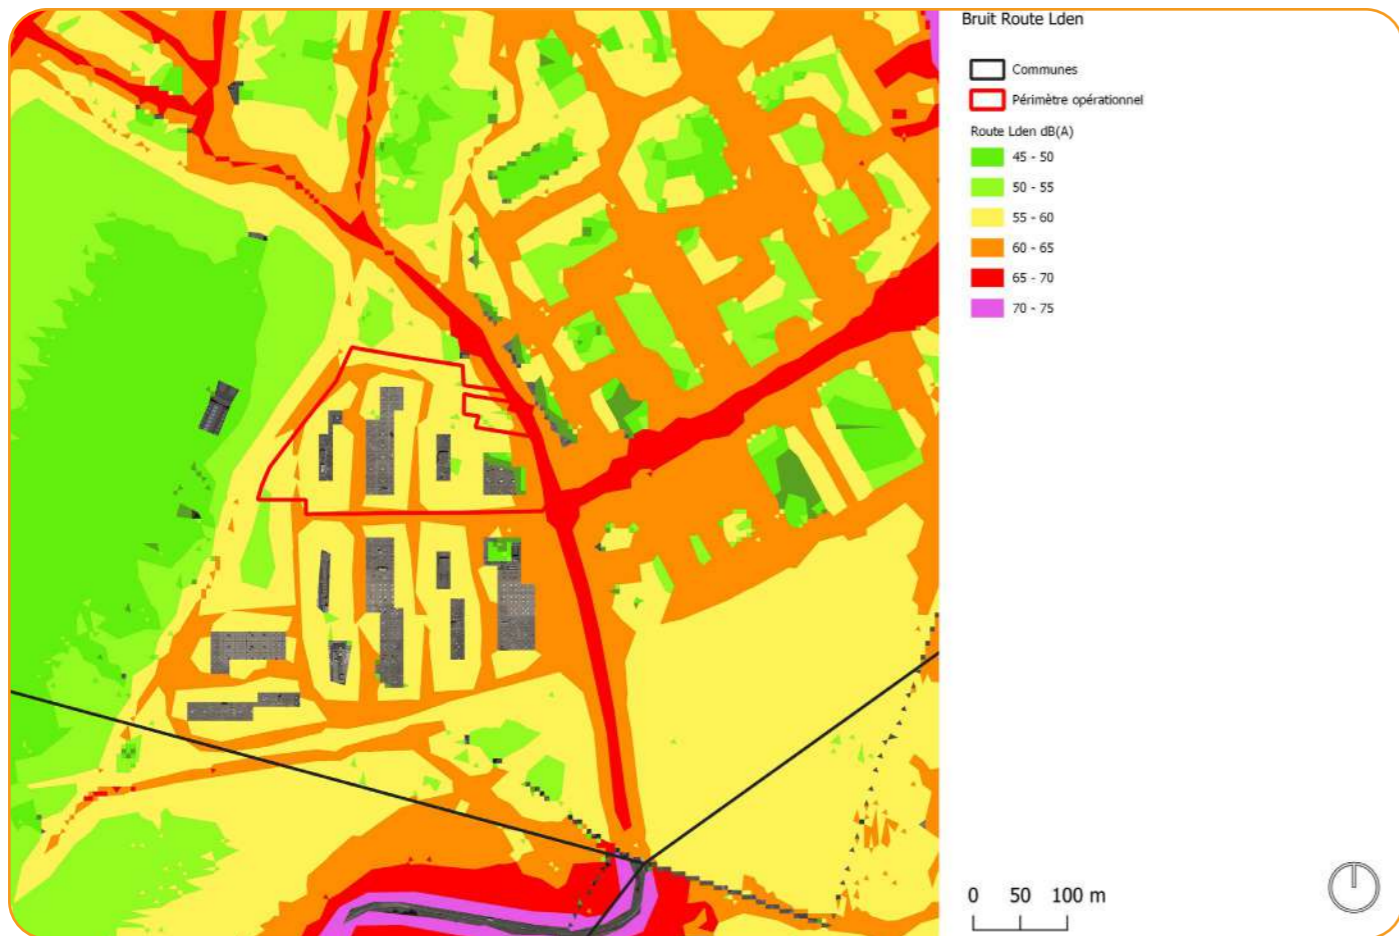 Bruit Route Lden
Communes
Périmètre opérationnel
Route Lden dB(A)
45 - 50
50 - 55
55 - 60
60 - 65
65 - 70
70 - 75
0 50 100 m